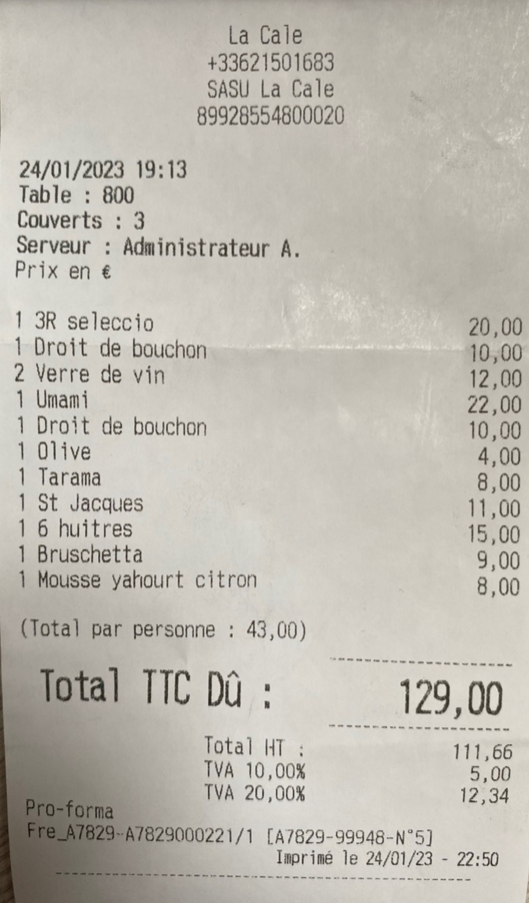 La Cale
+33621501683
SASU La Cale
89928554800020
24/01/2023 19:13
Table : 800
Couverts : 3
Serveur : Administrateur A.
Prix en €
1 3R seleccio 20,00
1 Droit de bouchon 10,00
2 Verre de vin 12,00
1 Umami 22,00
1 Droit de bouchon 10,00
1 Olive 4,00
1 Tarama 8,00
1 St Jacques 11,00
1 6 huitres 15,00
1 Bruschetta 9,00
1 Mousse yahourt citron 8,00
(Total par personne : 43,00)
Total TTC Dû : 129,00
Total HT : 111,66
TVA 10,00% 5,00
TVA 20,00% 12,34
Pro-forma
Fre_A7829-A7829000221/1 [A7829-99948-N°5]
Imprimé le 24/01/23 - 22:50